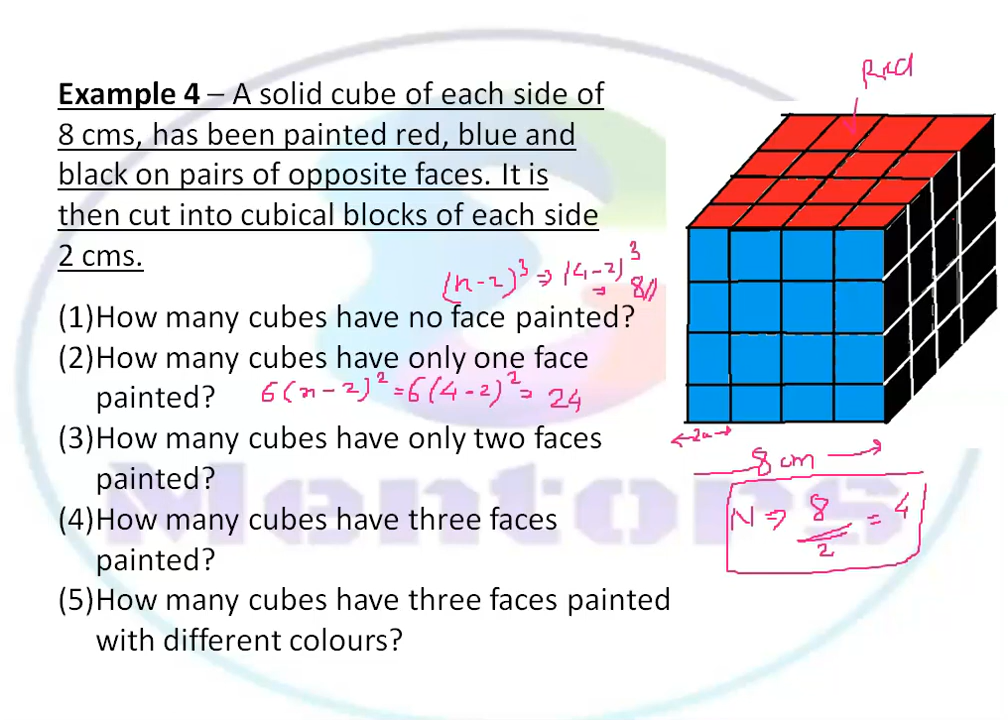 Red
Example 4 – A solid cube of each side of
8 cms, has been painted red, blue and
black on pairs of opposite faces. It is
then cut into cubical blocks of each side
2 cms.
(n-2)³ ⇒ (4-2)³
⇒ 8//
(1)How many cubes have no face painted?
(2)How many cubes have only one face
painted? 6(n-2)² = 6(4-2)² = 24
(3)How many cubes have only two faces
painted?
(4)How many cubes have three faces
painted?
(5)How many cubes have three faces painted
with different colours?
8 cm
N ⇒ 8/2 = 4
Mentors